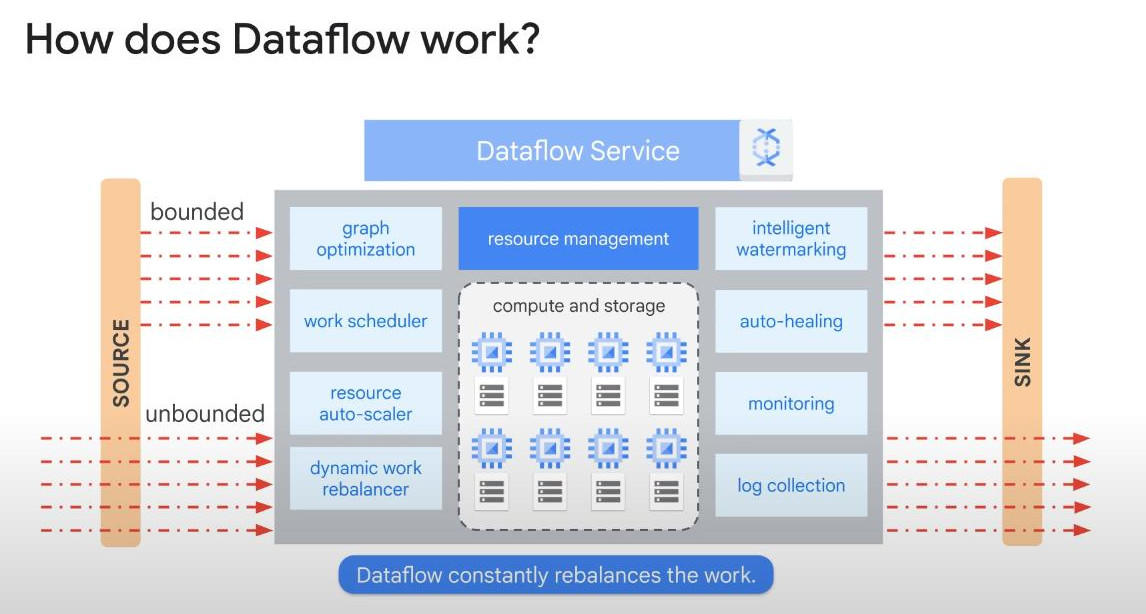 How does Dataflow work?
Dataflow Service
SOURCE
bounded
unbounded
graph
optimization
work scheduler
resource
auto-scaler
dynamic work
rebalancer
resource management
compute and storage
intelligent
watermarking
auto-healing
monitoring
log collection
SINK
Dataflow constantly rebalances the work.